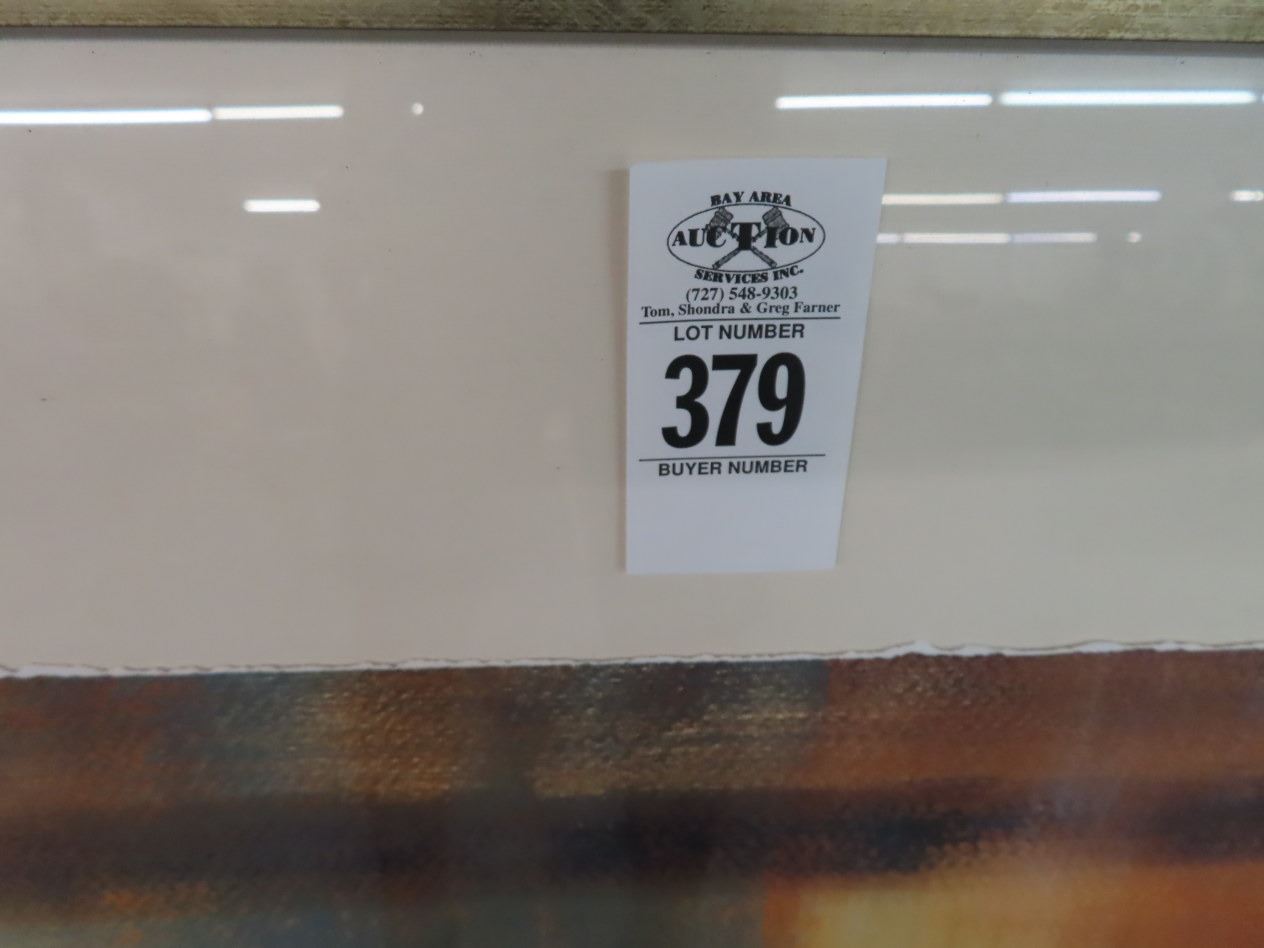 BAY AREA
AUCTION
SERVICES INC.
(727) 548-9303
Tom, Shondra & Greg Farner
LOT NUMBER
379
BUYER NUMBER